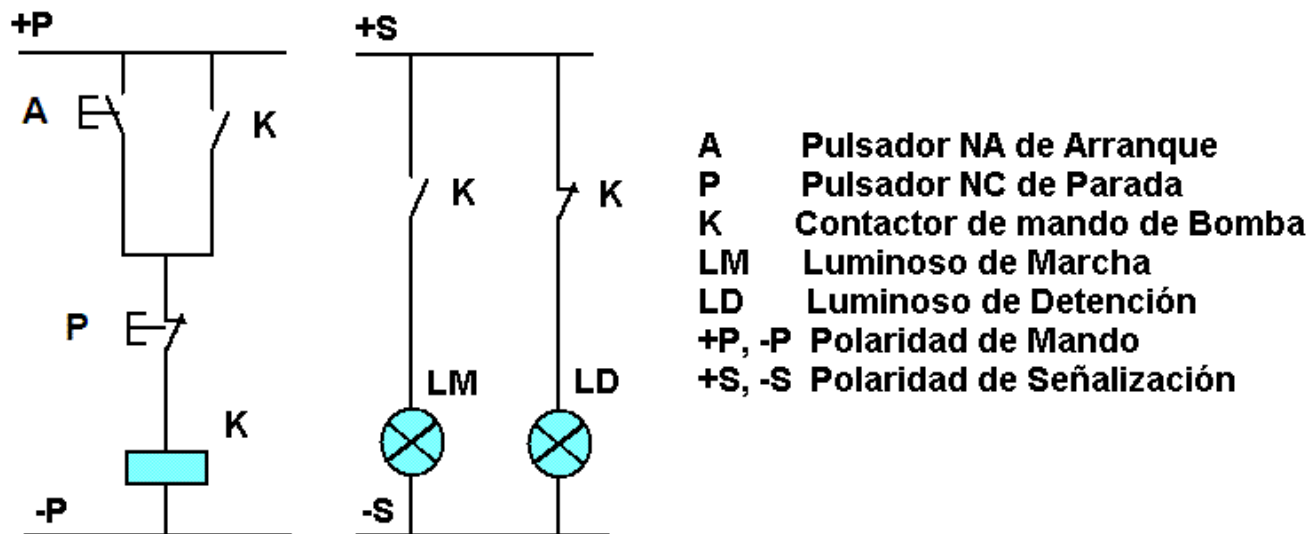 +P
+S
A
K
K
K
P
LM
LD
K
-P
-S
A Pulsador NA de Arranque
P Pulsador NC de Parada
K Contactor de mando de Bomba
LM Luminoso de Marcha
LD Luminoso de Detención
+P, -P Polaridad de Mando
+S, -S Polaridad de Señalización